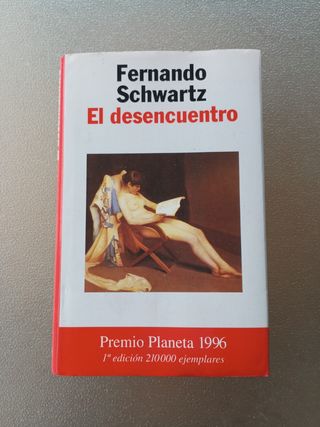 Fernando
Schwartz
El desencuentro
Premio Planeta 1996
1ª edición 210000 ejemplares